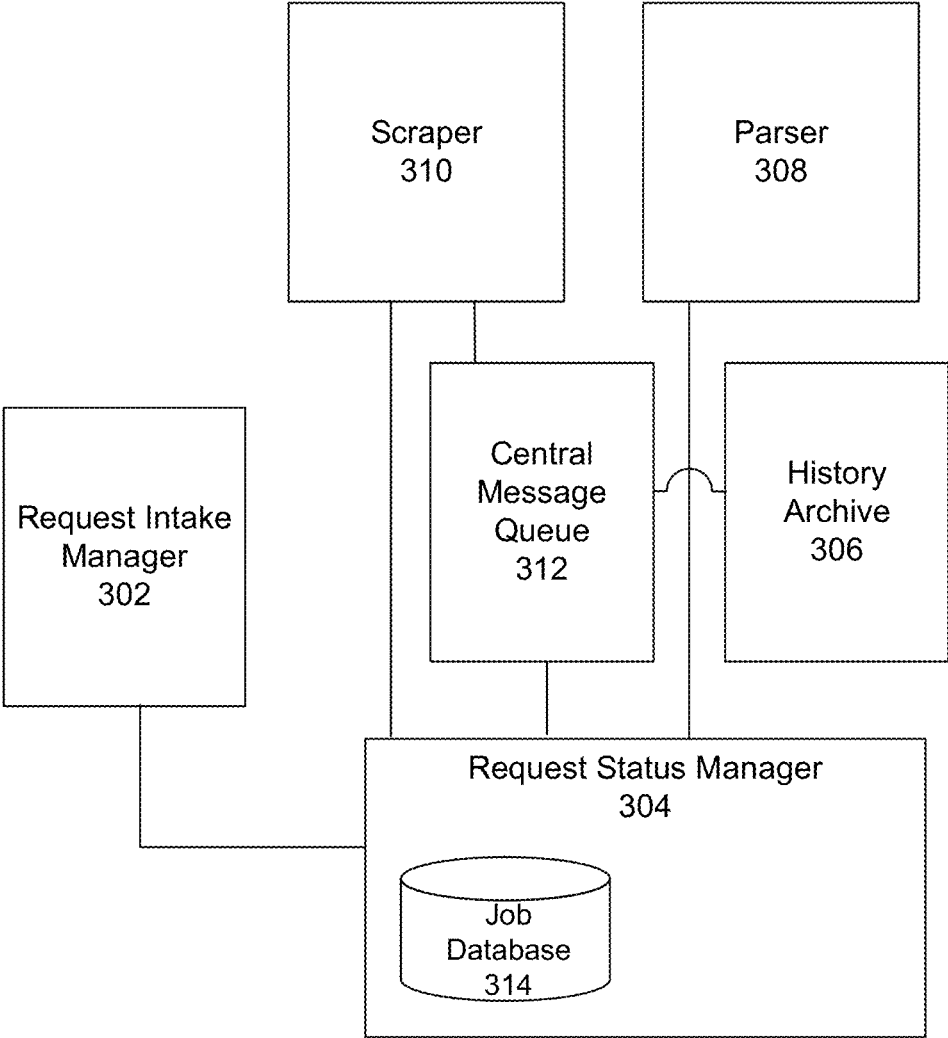 Scraper
310
Parser
308
Request Intake
Manager
302
Central
Message
Queue
312
History
Archive
306
Request Status Manager
304
Job
Database
314